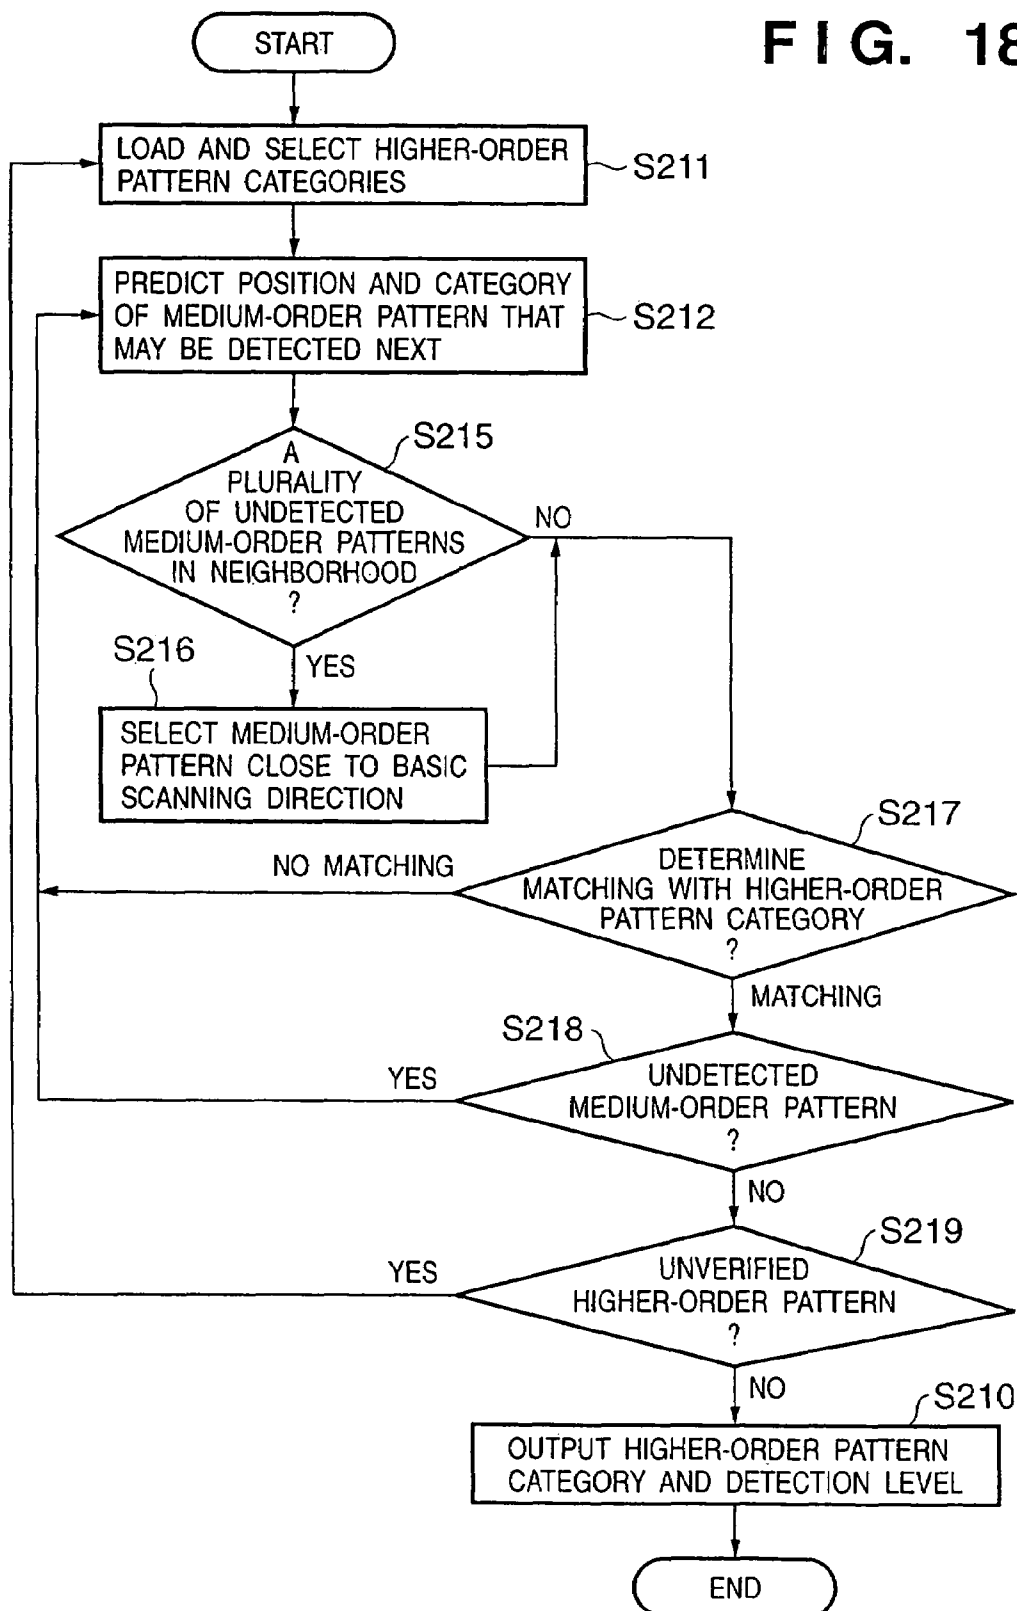 FIG. 18
START
LOAD AND SELECT HIGHER-ORDER
PATTERN CATEGORIES
S211
PREDICT POSITION AND CATEGORY
OF MEDIUM-ORDER PATTERN THAT
MAY BE DETECTED NEXT
S212
S215
A
PLURALITY
OF UNDETECTED
MEDIUM-ORDER PATTERNS
IN NEIGHBORHOOD
?
NO
YES
S216
SELECT MEDIUM-ORDER
PATTERN CLOSE TO BASIC
SCANNING DIRECTION
S217
DETERMINE
MATCHING WITH HIGHER-ORDER
PATTERN CATEGORY
?
NO MATCHING
MATCHING
S218
UNDETECTED
MEDIUM-ORDER PATTERN
?
YES
NO
S219
UNVERIFIED
HIGHER-ORDER PATTERN
?
YES
NO
S210
OUTPUT HIGHER-ORDER PATTERN
CATEGORY AND DETECTION LEVEL
END